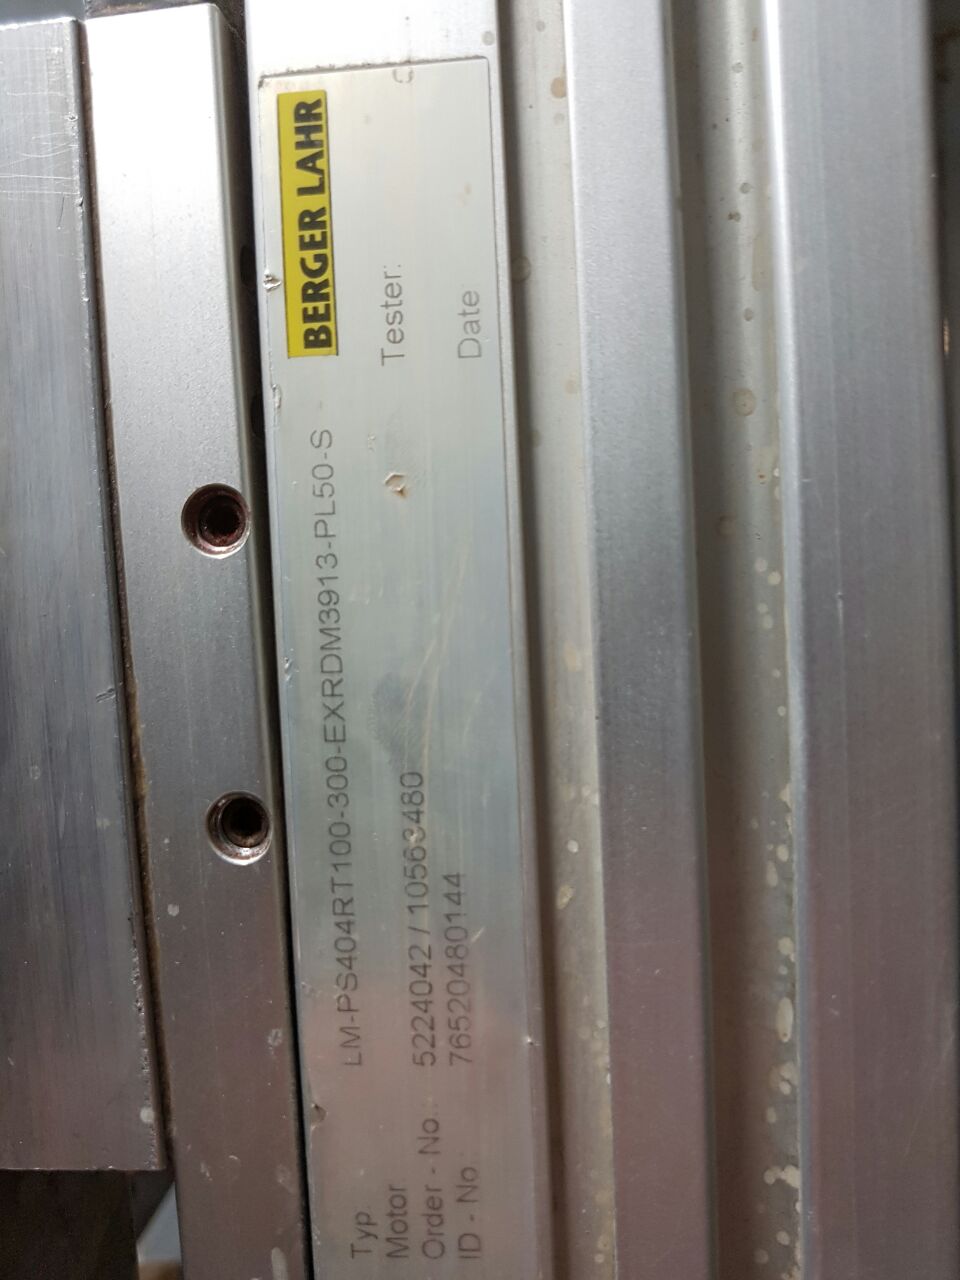 BERGER LAHR
Typ. LM-PS404RT100-300-EXRDM3913-PL50-S
Motor Tester:
Order - No.: 5224042 / 10563480
ID - No.: 76520480144 Date